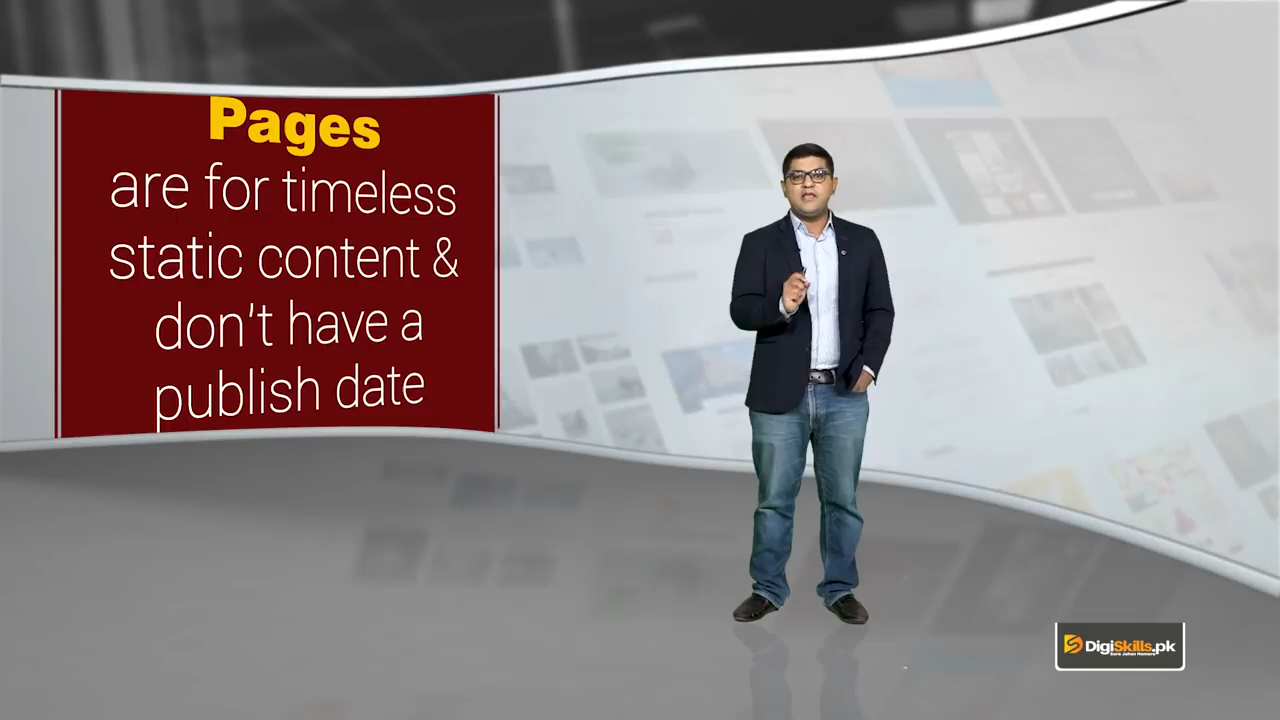 Pages
are for timeless
static content &
don't have a
publish date
DigiSkills.pk